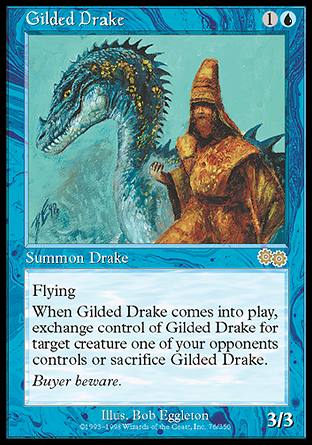 Gilded Drake 1
Summon Drake
Flying
When Gilded Drake comes into play,
exchange control of Gilded Drake for
target creature one of your opponents
controls or sacrifice Gilded Drake.
Buyer beware.
Illus. Bob Eggleton
©1993-1998 Wizards of the Coast, Inc. 76/350
3/3